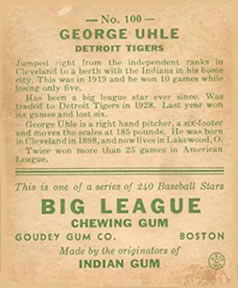 — No. 100 —
GEORGE UHLE
DETROIT TIGERS
Jumped right from the independent ranks in
Cleveland to a berth with the Indians in his home
city. This was in 1919 and he won 10 games while
losing only five.
Has been a big league star ever since. Was
traded to Detroit Tigers in 1928. Last year won
six games and lost six.
George Uhle is a right hand pitcher, a six-footer
and moves the scales at 185 pounds. He was born
in Cleveland in 1898, and now lives in Lakewood, O.
Twice won more than 25 games in American
League.
This is one of a series of 240 Baseball Stars
BIG LEAGUE
CHEWING GUM
GOUDEY GUM CO. BOSTON
Made by the originators of
INDIAN GUM